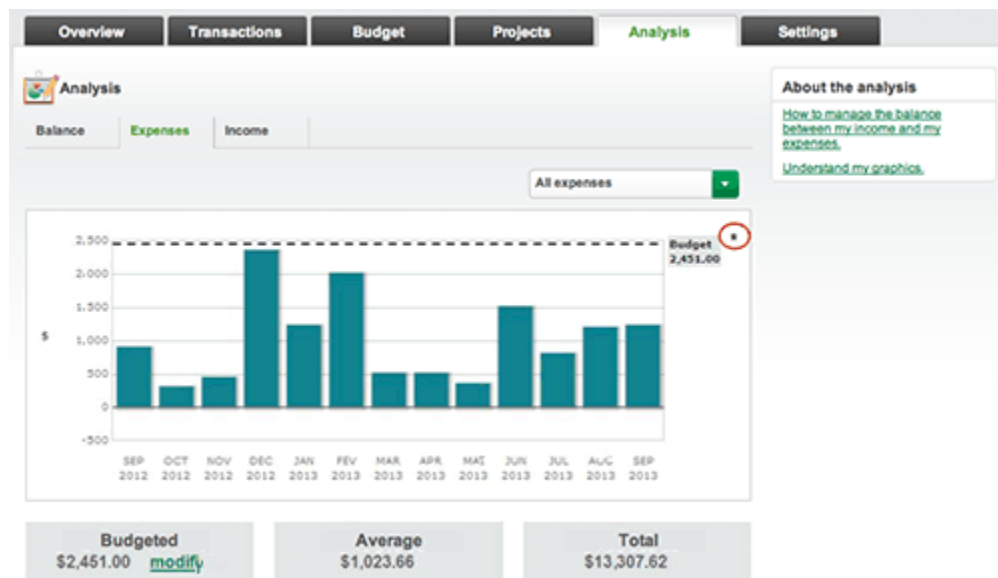 Overview Transactions Budget Projects Analysis Settings
Analysis
Balance Expenses Income
About the analysis
How to manage the balance
between my income and my
expenses.
Understand my graphics.
All expenses
Budget
2,451.00
$
2.500
2.000
1.500
1,000
500
0
-500
SEP OCT NOV DEC JAN FEV MAR APR MAI JUN JUL AUG SEP
2012 2012 2012 2012 2013 2013 2013 2013 2013 2013 2013 2013 2013
Budgeted Average Total
$2,451.00 modify $1,023.66 $13,307.62